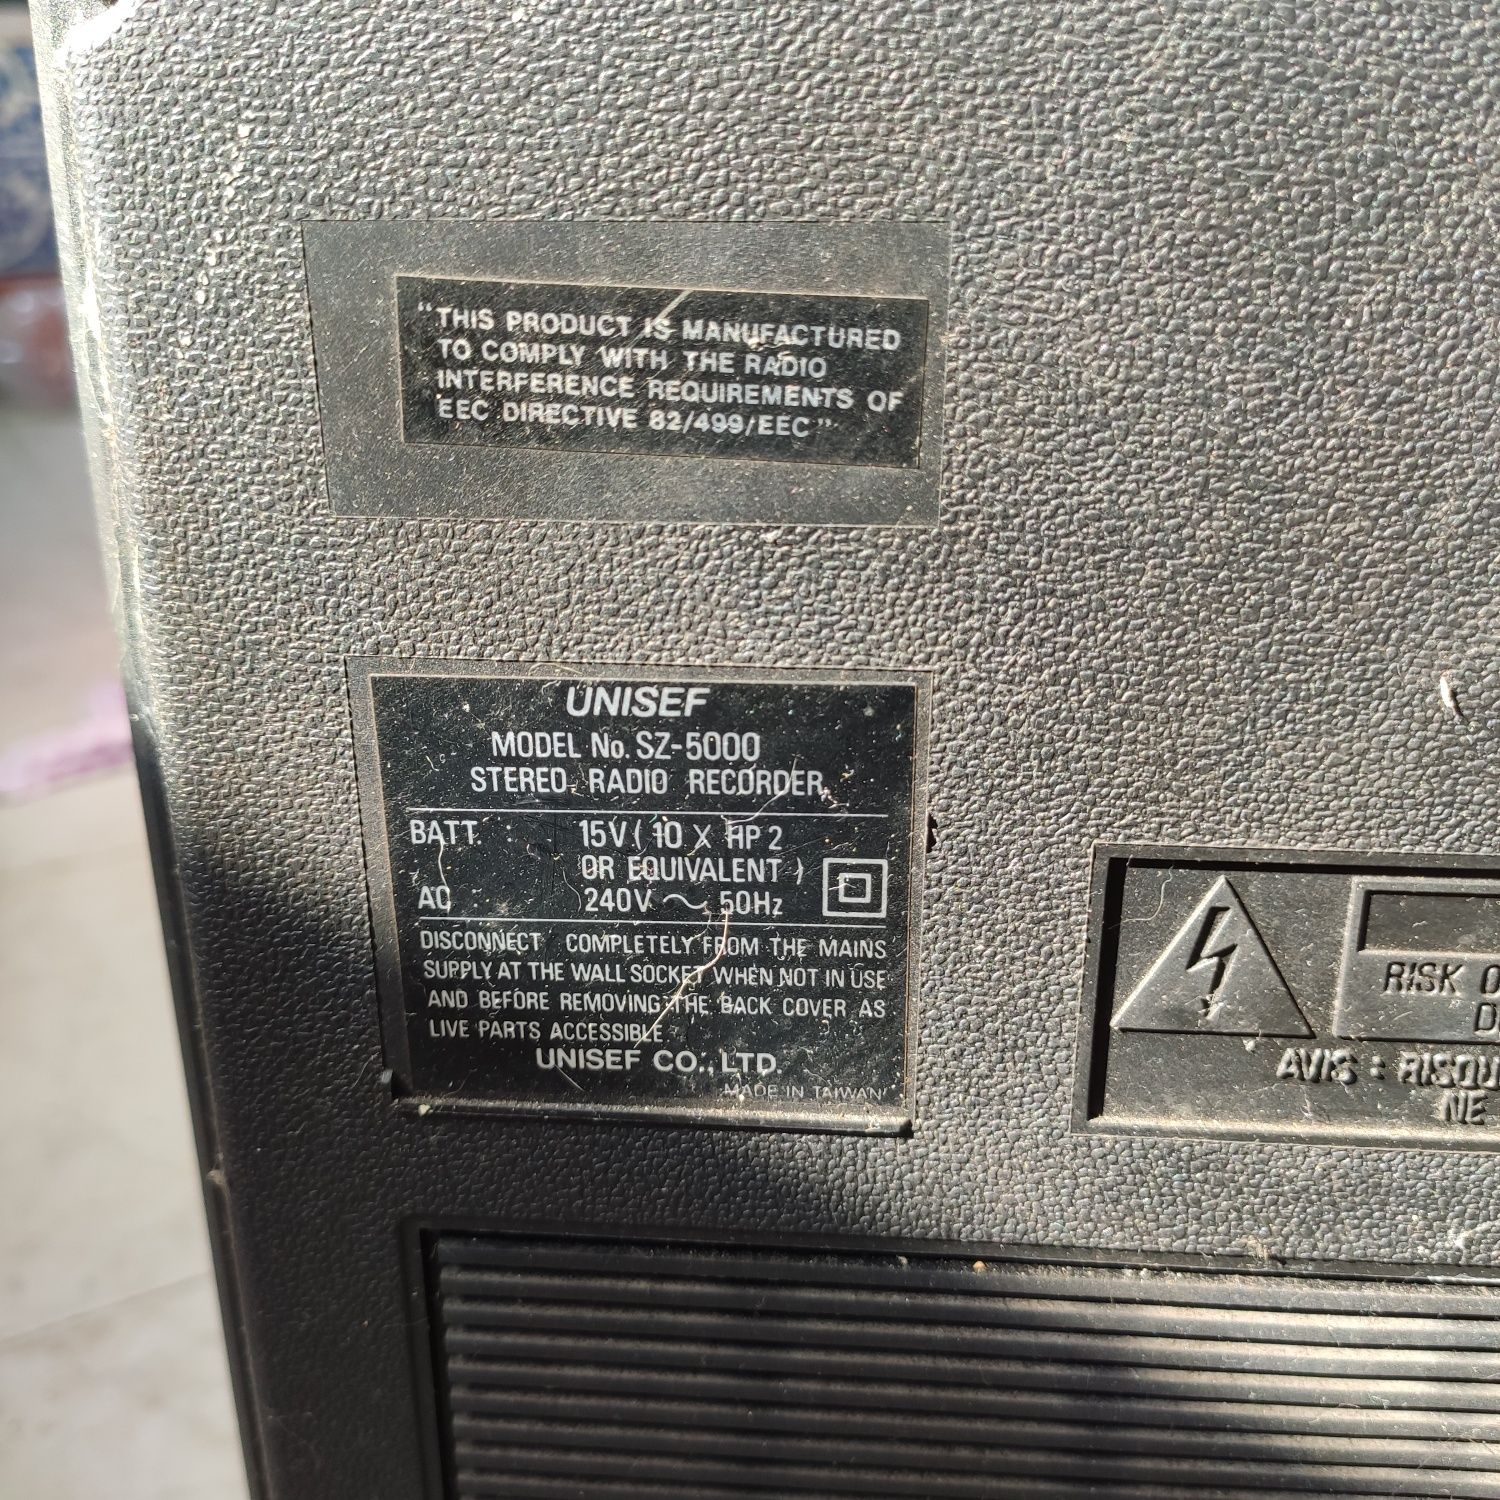 “THIS PRODUCT IS MANUFACTURED
TO COMPLY WITH THE RADIO
INTERFERENCE REQUIREMENTS OF
EEC DIRECTIVE 82/499/EEC”
UNISEF
MODEL No. SZ-5000
STEREO RADIO RECORDER
BATT. : 15V ( 10 X HP 2
OR EQUIVALENT )
AC : 240V ~ 50Hz
DISCONNECT COMPLETELY FROM THE MAINS
SUPPLY AT THE WALL SOCKET WHEN NOT IN USE
AND BEFORE REMOVING THE BACK COVER AS
LIVE PARTS ACCESSIBLE.
UNISEF CO., LTD.
MADE IN TAIWAN
RISK
AVIS :
NE